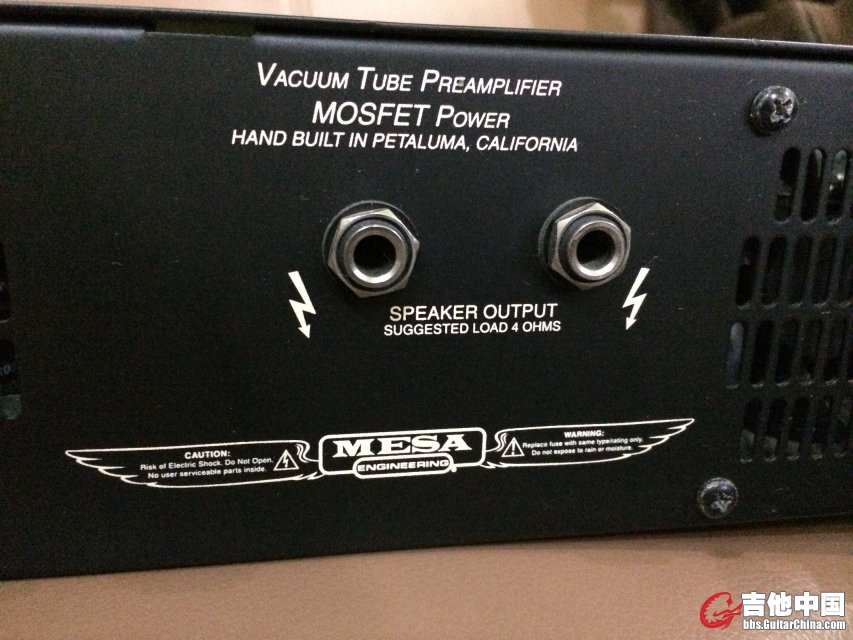 VACUUM TUBE PREAMPLIFIER
MOSFET POWER
HAND BUILT IN PETALUMA, CALIFORNIA
SPEAKER OUTPUT
SUGGESTED LOAD 4 OHMS
CAUTION:
Risk of Electric Shock. Do Not Open.
No user serviceable parts inside.
MESA
ENGINEERING
WARNING:
Replace fuse with same type/rating only.
Do not expose to rain or moisture.
吉他中国
bbs.GuitarChina.com